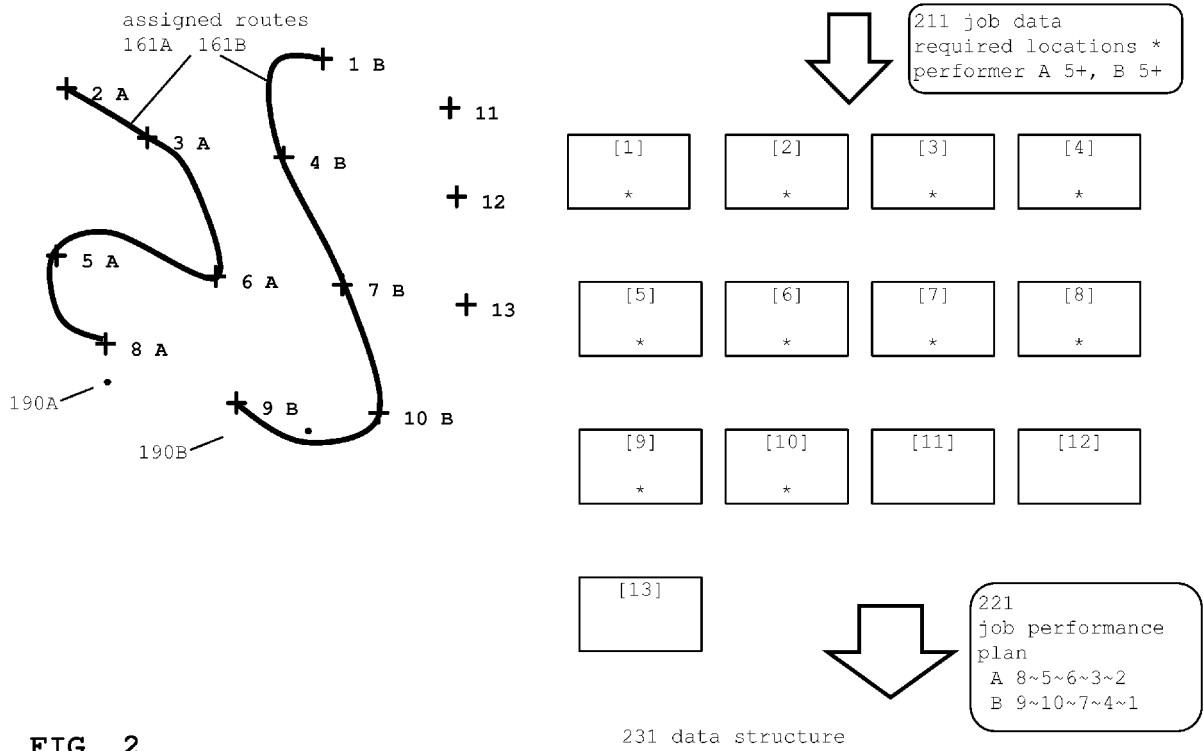 assigned routes
161A 161B
1 B
2 A
3 A
11
4 B
12
5 A
6 A
7 B
13
8 A
190A
9 B
10 B
190B
FIG. 2
211 job data
required locations *
performer A 5+, B 5+
[1] [2] [3] [4]
* * * *
[5] [6] [7] [8]
* * * *
[9] [10] [11] [12]
* *
[13]
221
job performance
plan
A 8~5~6~3~2
B 9~10~7~4~1
231 data structure